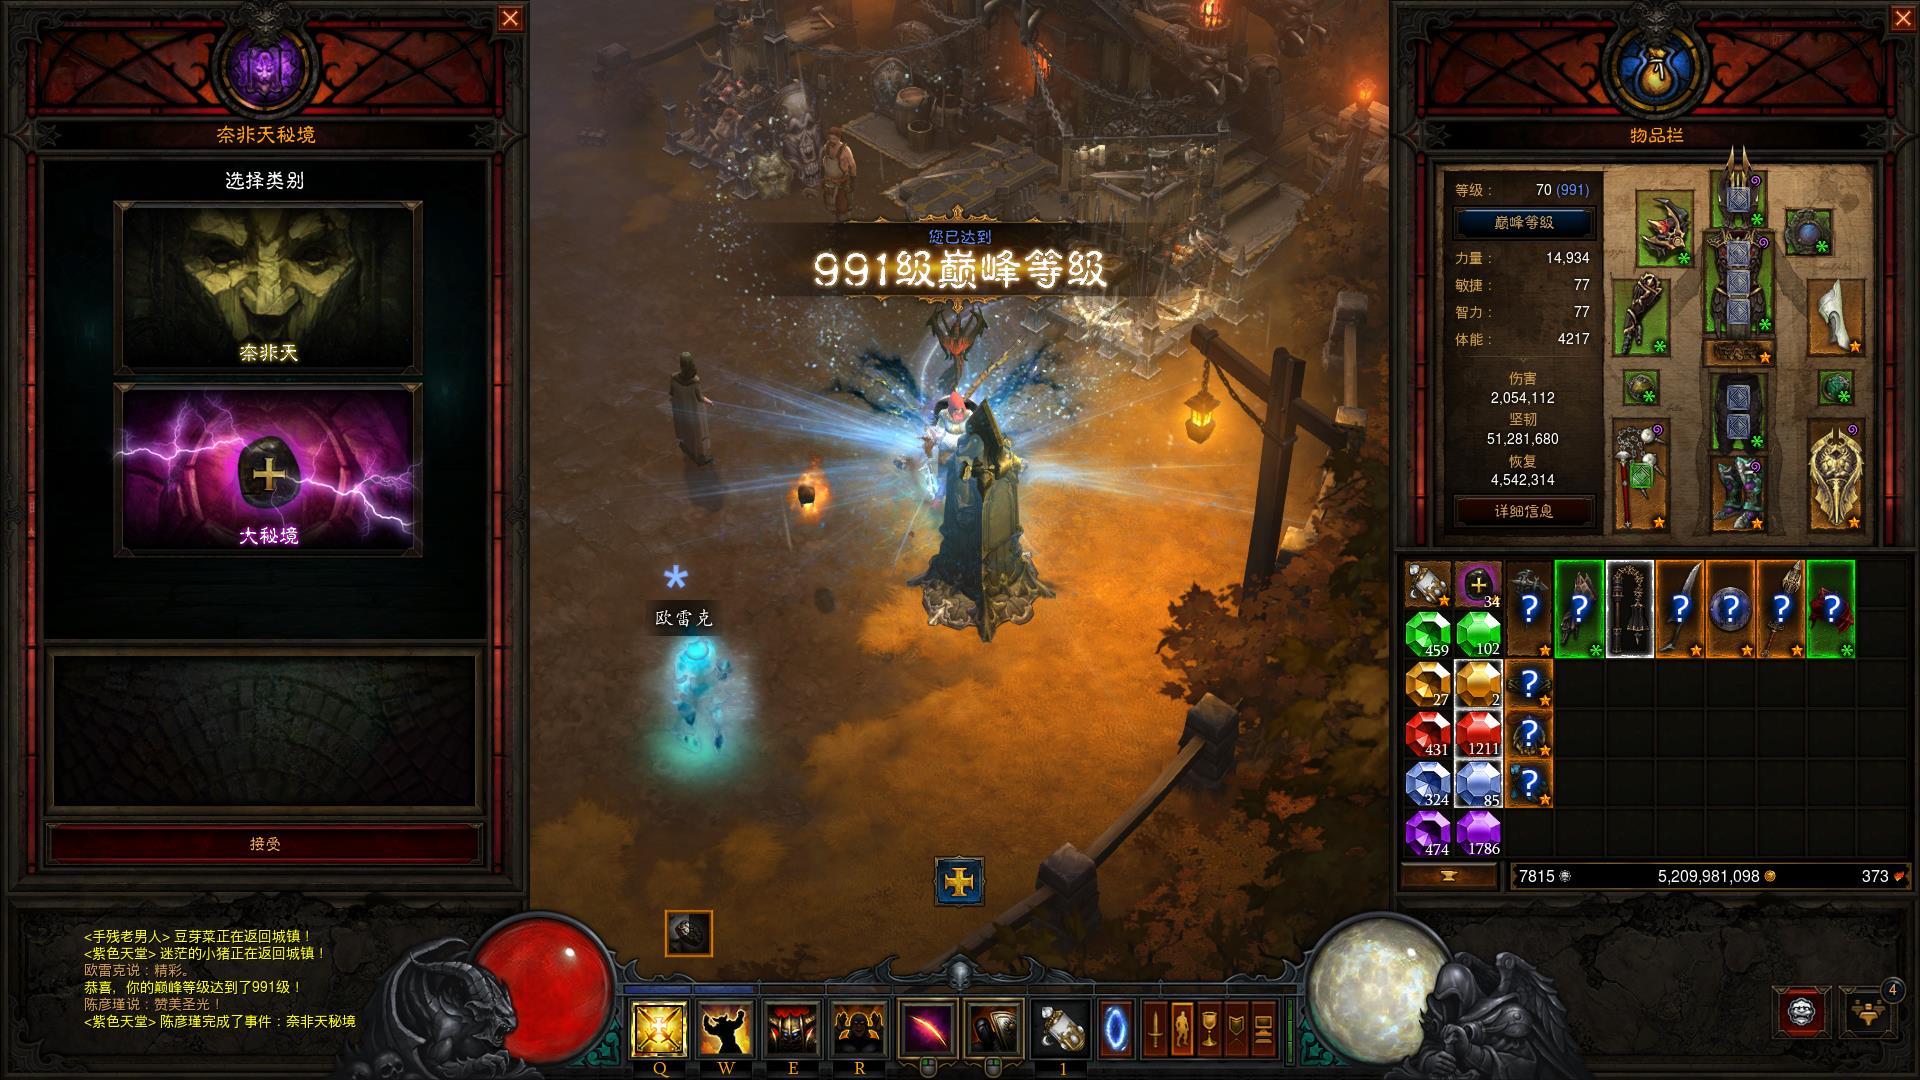 奈非天秘境
选择类别
奈非天
大秘境
接受
您已达到
991级巅峰等级
欧雷克
<手残老男人> 豆芽菜正在返回城镇！
<紫色天堂> 迷茫的小猪正在返回城镇！
欧雷克说：精彩。
恭喜，你的巅峰等级达到了991级！
陈彦瑾说：赞美圣光！
<紫色天堂> 陈彦瑾完成了事件：奈非天秘境
Q W E R 1
物品栏
等级： 70 (991)
巅峰等级
力量： 14,934
敏捷： 77
智力： 77
体能： 4217
伤害
2,054,112
坚韧
51,281,680
恢复
4,542,314
详细信息
34
? ? ? ? ? ?
459 102
27 2 ?
431 1211 ?
324 85 ?
474 1786
7815 5,209,981,098 373
4